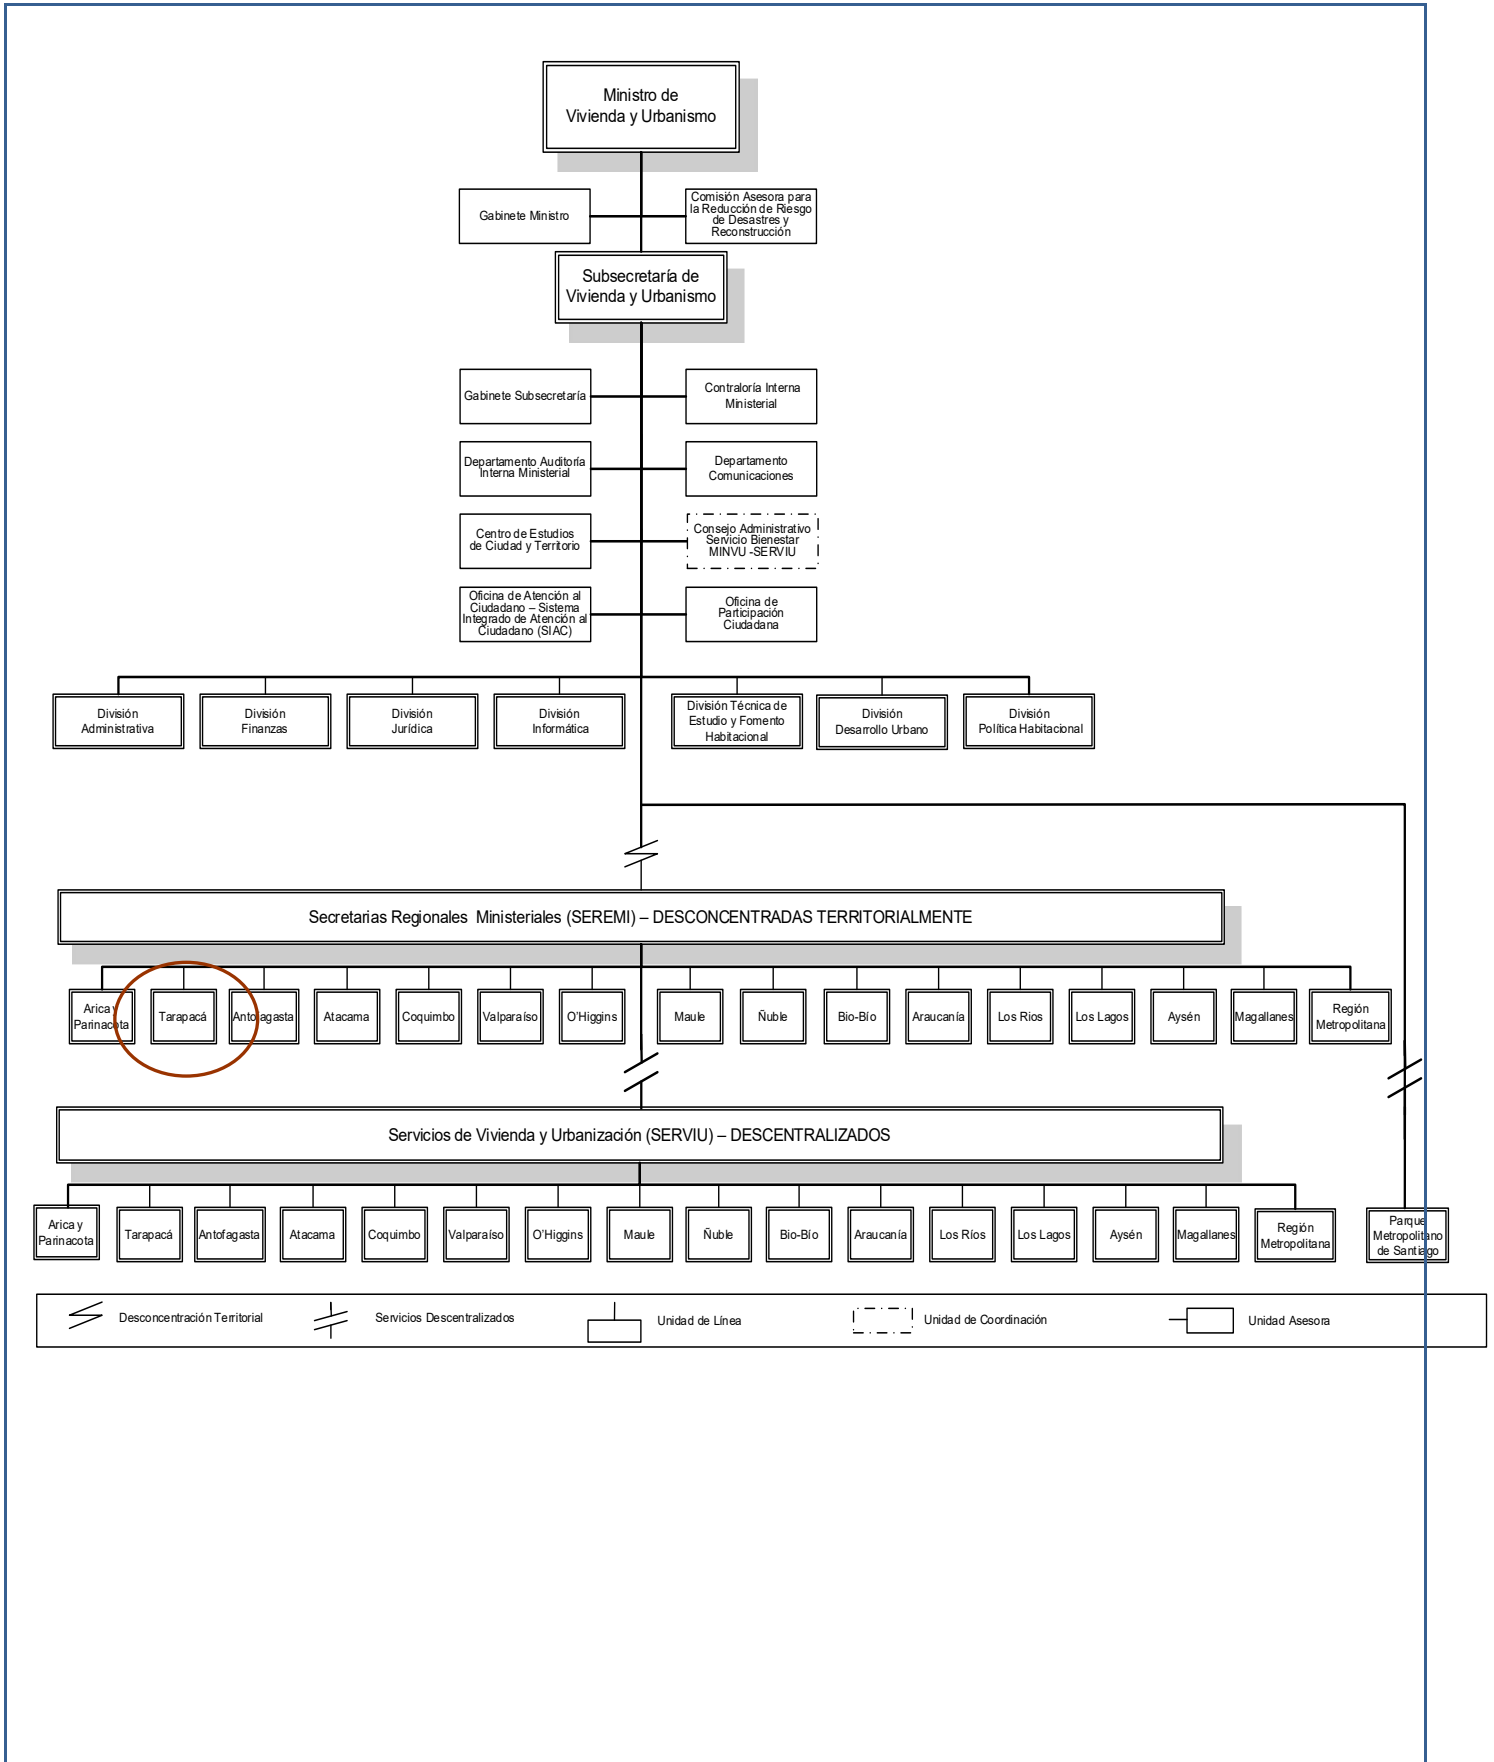 Ministro de
Vivienda y Urbanismo
Gabinete Ministro
Comisión Asesora para
la Reducción de Riesgo
de Desastres y
Reconstrucción
Subsecretaría de
Vivienda y Urbanismo
Gabinete Subsecretaría
Contraloría Interna
Ministerial
Departamento Auditoría
Interna Ministerial
Departamento
Comunicaciones
Centro de Estudios
de Ciudad y Territorio
Consejo Administrativo
Servicio Bienestar
MINVU -SERVIU
Oficina de Atención al
Ciudadano – Sistema
Integrado de Atención al
Ciudadano (SIAC)
Oficina de
Participación
Ciudadana
División
Administrativa
División
Finanzas
División
Jurídica
División
Informática
División Técnica de
Estudio y Fomento
Habitacional
División
Desarrollo Urbano
División
Política Habitacional
Secretarias Regionales  Ministeriales (SEREMI) – DESCONCENTRADAS TERRITORIALMENTE
Arica y
Parinacota
Tarapacá
Antofagasta
Atacama
Coquimbo
Valparaíso
O'Higgins
Maule
Ñuble
Bio-Bío
Araucanía
Los Rios
Los Lagos
Aysén
Magallanes
Región
Metropolitana
Servicios de Vivienda y Urbanización (SERVIU) – DESCENTRALIZADOS
Arica y
Parinacota
Tarapacá
Antofagasta
Atacama
Coquimbo
Valparaíso
O'Higgins
Maule
Ñuble
Bio-Bío
Araucanía
Los Ríos
Los Lagos
Aysén
Magallanes
Región
Metropolitana
Parque
Metropolitano
de Santiago
Desconcentración Territorial
Servicios Descentralizados
Unidad de Línea
Unidad de Coordinación
Unidad Asesora